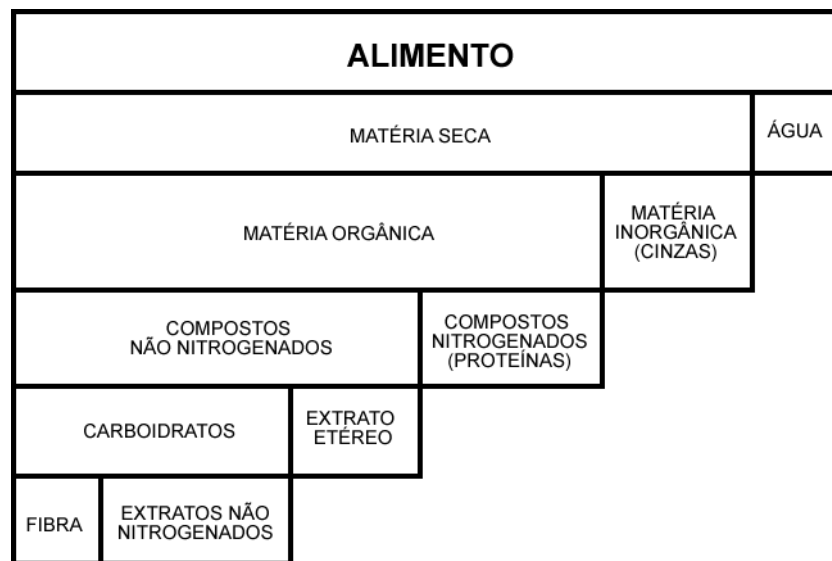 ALIMENTO
MATÉRIA SECA
ÁGUA
MATÉRIA ORGÂNICA
MATÉRIA
INORGÂNICA
(CINZAS)
COMPOSTOS
NÃO NITROGENADOS
COMPOSTOS
NITROGENADOS
(PROTEÍNAS)
CARBOIDRATOS
EXTRATO
ETÉREO
FIBRA
EXTRATOS NÃO
NITROGENADOS